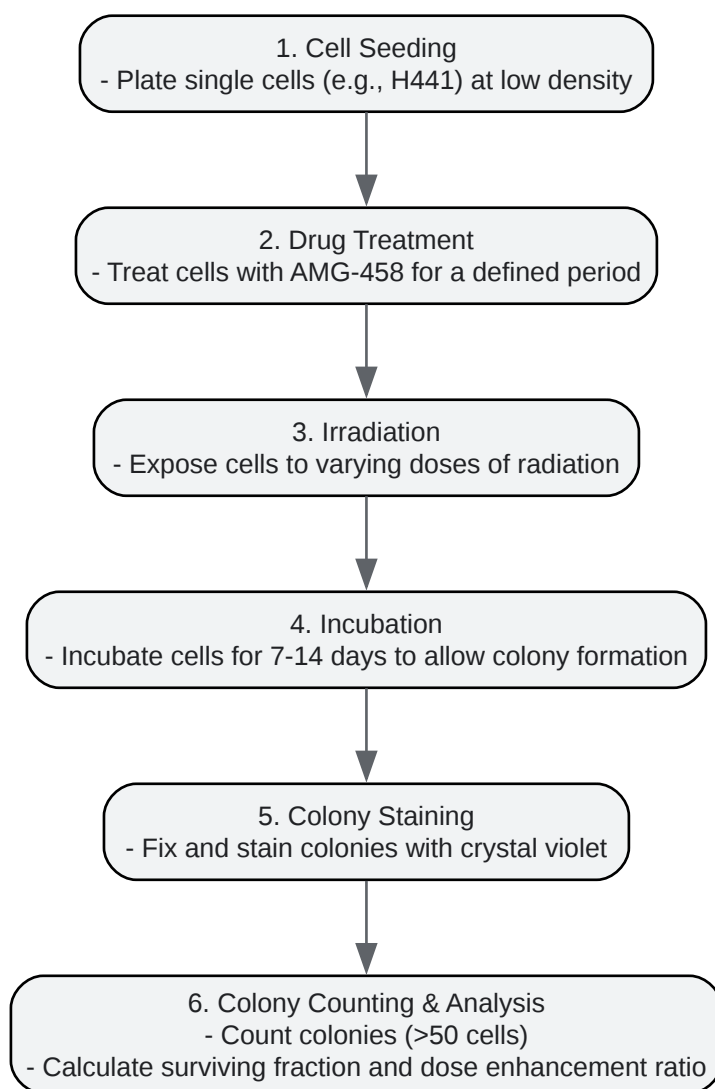 1. Cell Seeding
- Plate single cells (e.g., H441) at low density
2. Drug Treatment
- Treat cells with AMG-458 for a defined period
3. Irradiation
- Expose cells to varying doses of radiation
4. Incubation
- Incubate cells for 7-14 days to allow colony formation
5. Colony Staining
- Fix and stain colonies with crystal violet
6. Colony Counting & Analysis
- Count colonies (>50 cells)
- Calculate surviving fraction and dose enhancement ratio